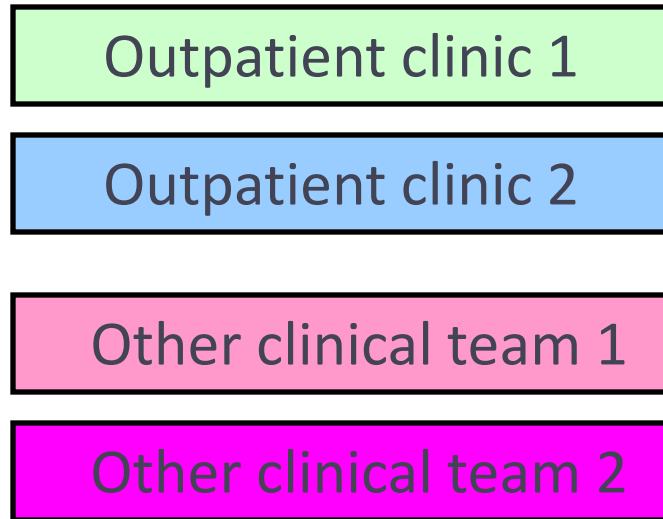 Outpatient clinic 1
Outpatient clinic 2
Other clinical team 1
Other clinical team 2